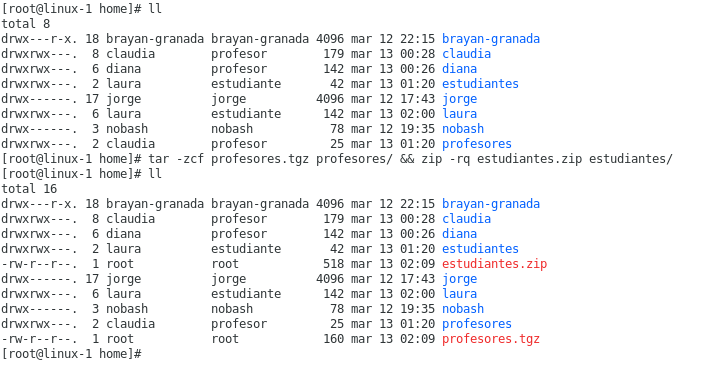 [root@linux-1 home]# ll
total 8
drwx---r-x. 18 brayan-granada brayan-granada 4096 mar 12 22:15 brayan-granada
drwxrwx---.  8 claudia        profesor        179 mar 13 00:28 claudia
drwxrwx---.  6 diana          profesor        142 mar 13 00:26 diana
drwxrwx---.  2 laura          estudiante       42 mar 13 01:20 estudiantes
drwx------. 17 jorge          jorge          4096 mar 12 17:43 jorge
drwxrwx---.  6 laura          estudiante      142 mar 13 02:00 laura
drwx------.  3 nobash         nobash           78 mar 12 19:35 nobash
drwxrwx---.  2 claudia        profesor         25 mar 13 01:20 profesores
[root@linux-1 home]# tar -zcf profesores.tgz profesores/ && zip -rq estudiantes.zip estudiantes/
[root@linux-1 home]# ll
total 16
drwx---r-x. 18 brayan-granada brayan-granada 4096 mar 12 22:15 brayan-granada
drwxrwx---.  8 claudia        profesor        179 mar 13 00:28 claudia
drwxrwx---.  6 diana          profesor        142 mar 13 00:26 diana
drwxrwx---.  2 laura          estudiante       42 mar 13 01:20 estudiantes
-rw-r--r--.  1 root           root            518 mar 13 02:09 estudiantes.zip
drwx------. 17 jorge          jorge          4096 mar 12 17:43 jorge
drwxrwx---.  6 laura          estudiante      142 mar 13 02:00 laura
drwx------.  3 nobash         nobash           78 mar 12 19:35 nobash
drwxrwx---.  2 claudia        profesor         25 mar 13 01:20 profesores
-rw-r--r--.  1 root           root            160 mar 13 02:09 profesores.tgz
[root@linux-1 home]#